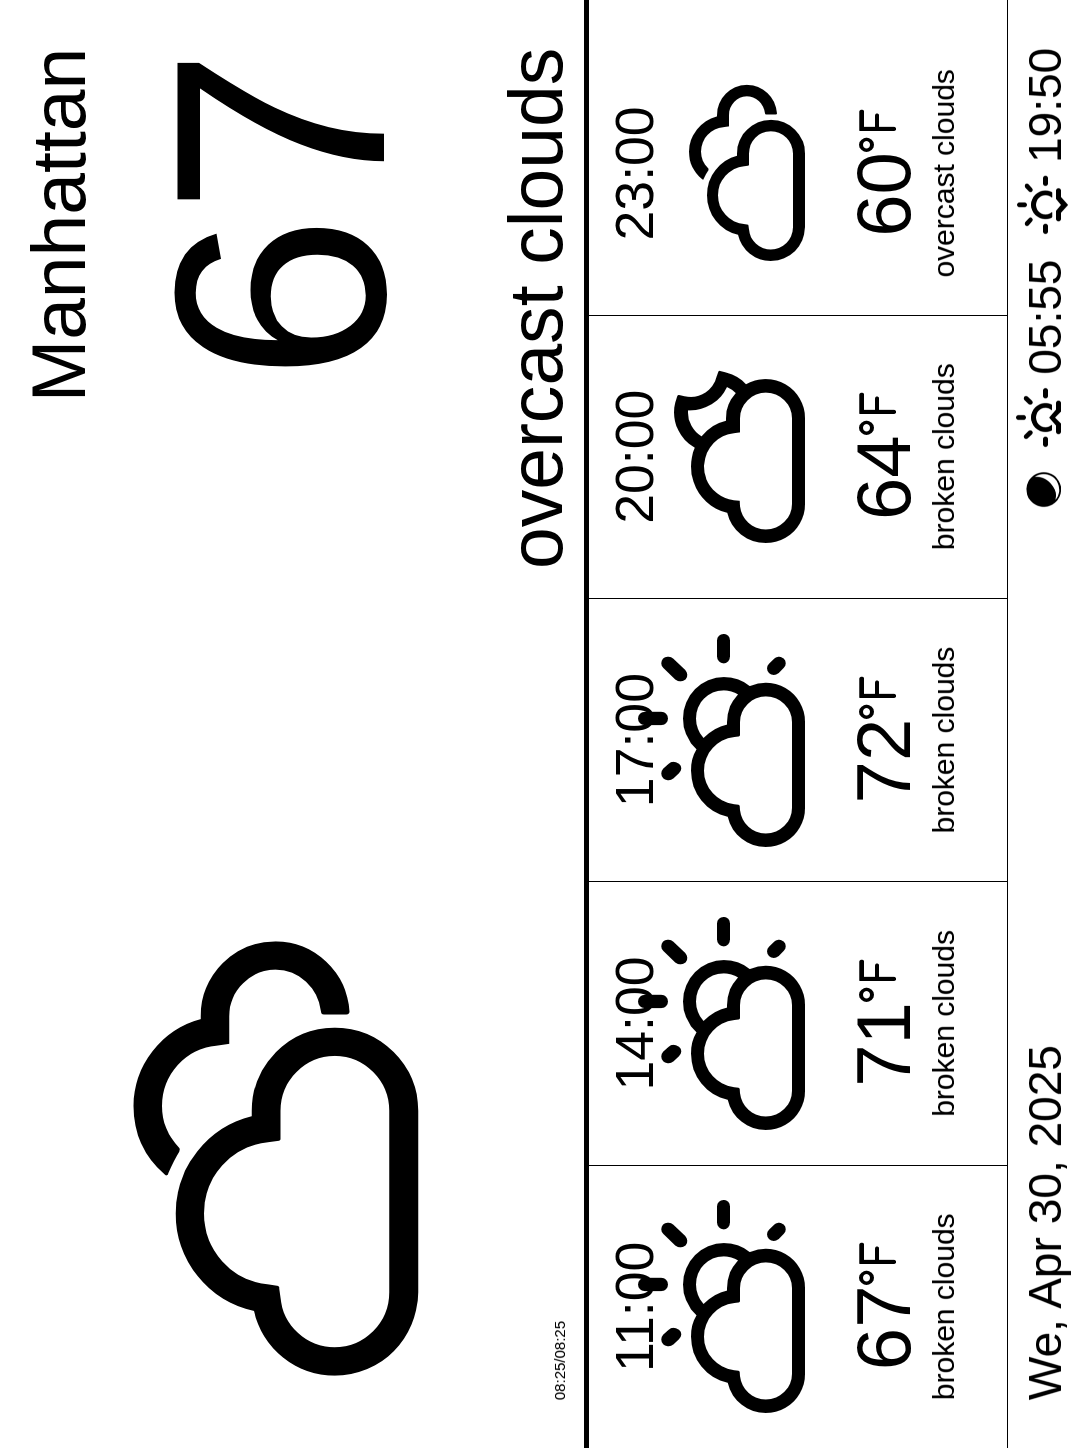 Manhattan
67
overcast clouds
08:25/08:25
11:00
67°F
broken clouds
14:00
71°F
broken clouds
17:00
72°F
broken clouds
20:00
64°F
broken clouds
23:00
60°F
overcast clouds
We, Apr 30, 2025
05:55
19:50